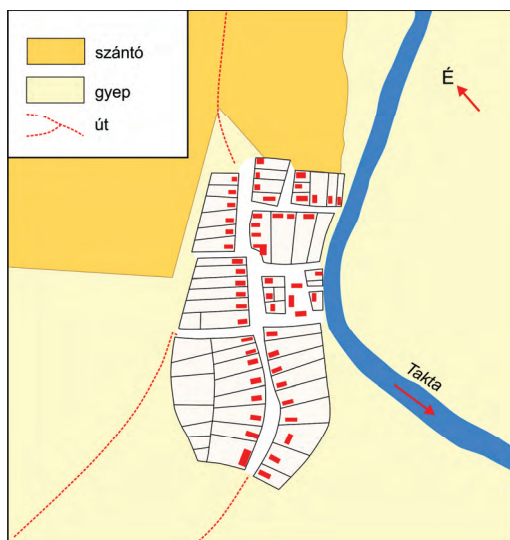 szántó
gyep
út
É
Takta